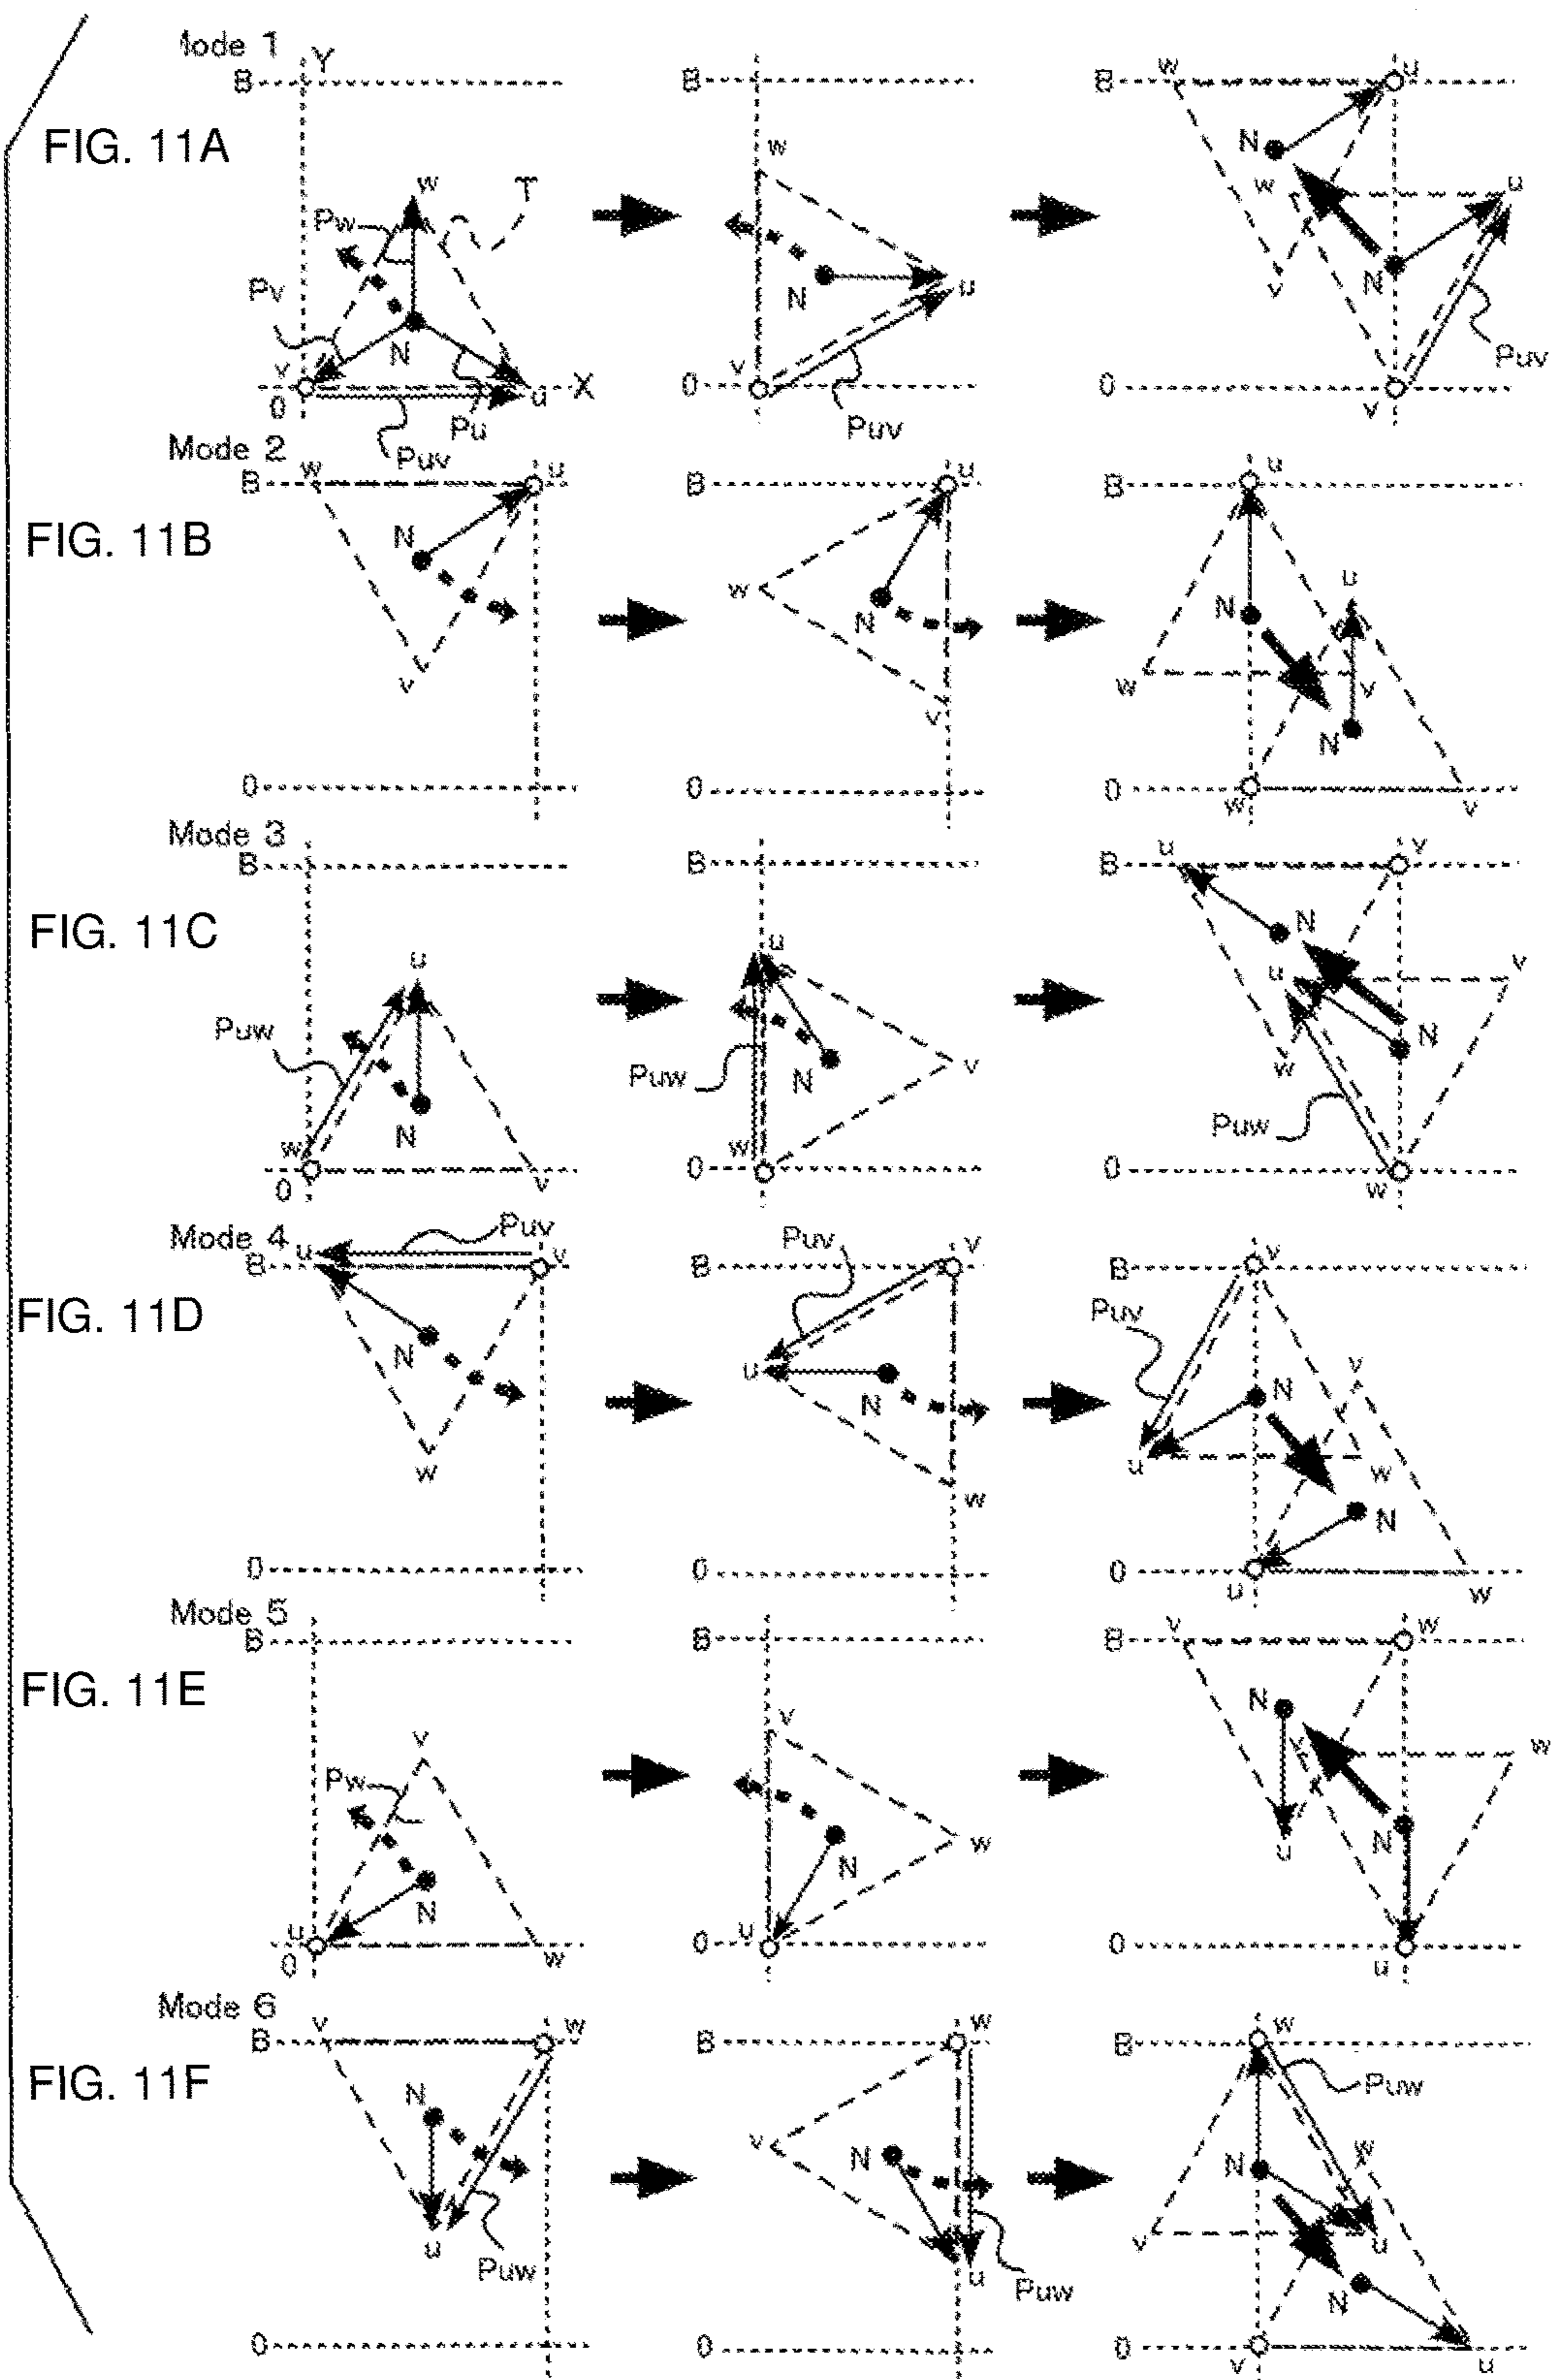 Mode 1
Y
B
B
B w u
FIG. 11A
w T
w
N
Pw
w u
Pv
N
u
N
N
v
Puv
v
0
u X
0
v
0
v
Pu
Puv
Puv
Mode 2
B w u
B u
B u
FIG. 11B
N
w
N
u
N
v
w
v
N
v
0
0
0
w
v
Mode 3
B
B
B u v
FIG. 11C
u
u
N
u
v
Puw
N
Puw
N
v
w
N
Puw
w
0
v
w
0
0
w
Mode 4
u
Puv
B v
Puv
B v
B v
FIG. 11D
Puv
N
u
N
N
v
w
u
w
w
N
0
0
0
u
w
Mode 5
B
B
B v w
FIG. 11E
v
v
N
v
w
Pw
w
N
u
N
N
u
0
w
u
0
0
u
Mode 6
B v w
B w
B w
FIG. 11F
N
Puw
v
N
w
N
u
v
u
Puw
u
Puw
N
0
0
0
v
u